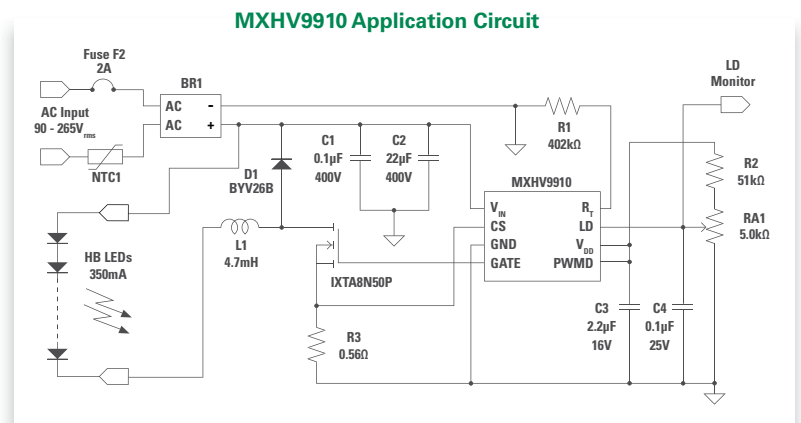 MXHV9910 Application Circuit
Fuse F2
2A
AC Input
90 - 265Vrms
NTC1
BR1
AC -
AC +
D1
BYV26B
C1
0.1µF
400V
C2
22µF
400V
R1
402kΩ
LD
Monitor
R2
51kΩ
RA1
5.0kΩ
MXHV9910
VIN
CS
GND
GATE
RT
LD
VDD
PWMD
HB LEDs
350mA
L1
4.7mH
IXTA8N50P
R3
0.56Ω
C3
2.2µF
16V
C4
0.1µF
25V